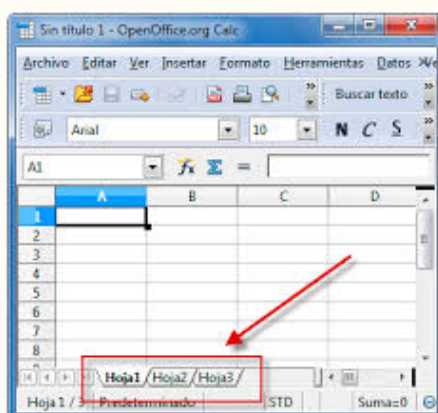 Sin título 1 - OpenOffice.org Calc
Archivo Editar Ver Insertar Formato Herramientas Datos Ve
Buscar texto
Arial 10 N C S
A1 =
A B C D
1
2
3
4
5
6
7
8
Hoja1 Hoja2 Hoja3
Hoja 1 / 3 Predeterminado STD Suma=0